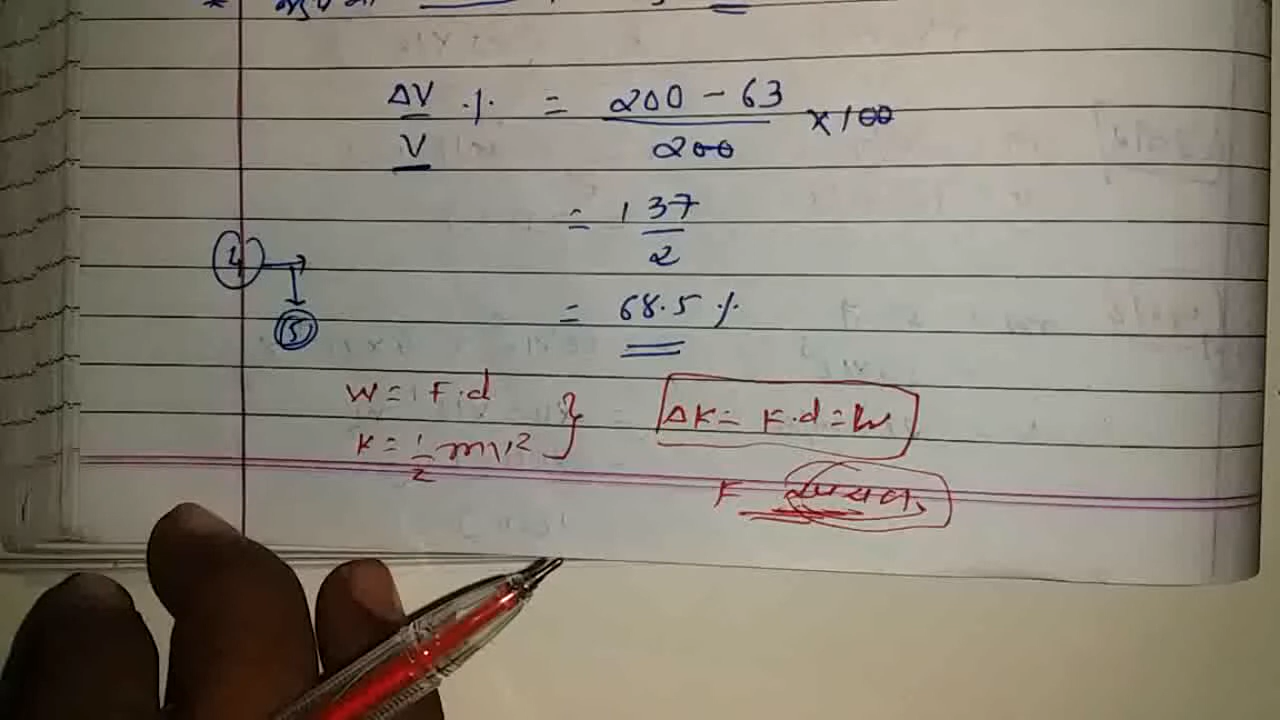 ΔV/V % = 200 - 63/200 × 100
= 137/2
4 →
5
= 68.5 %
W = F·d
K = 1/2 mv² }
ΔK = F·d = W
F